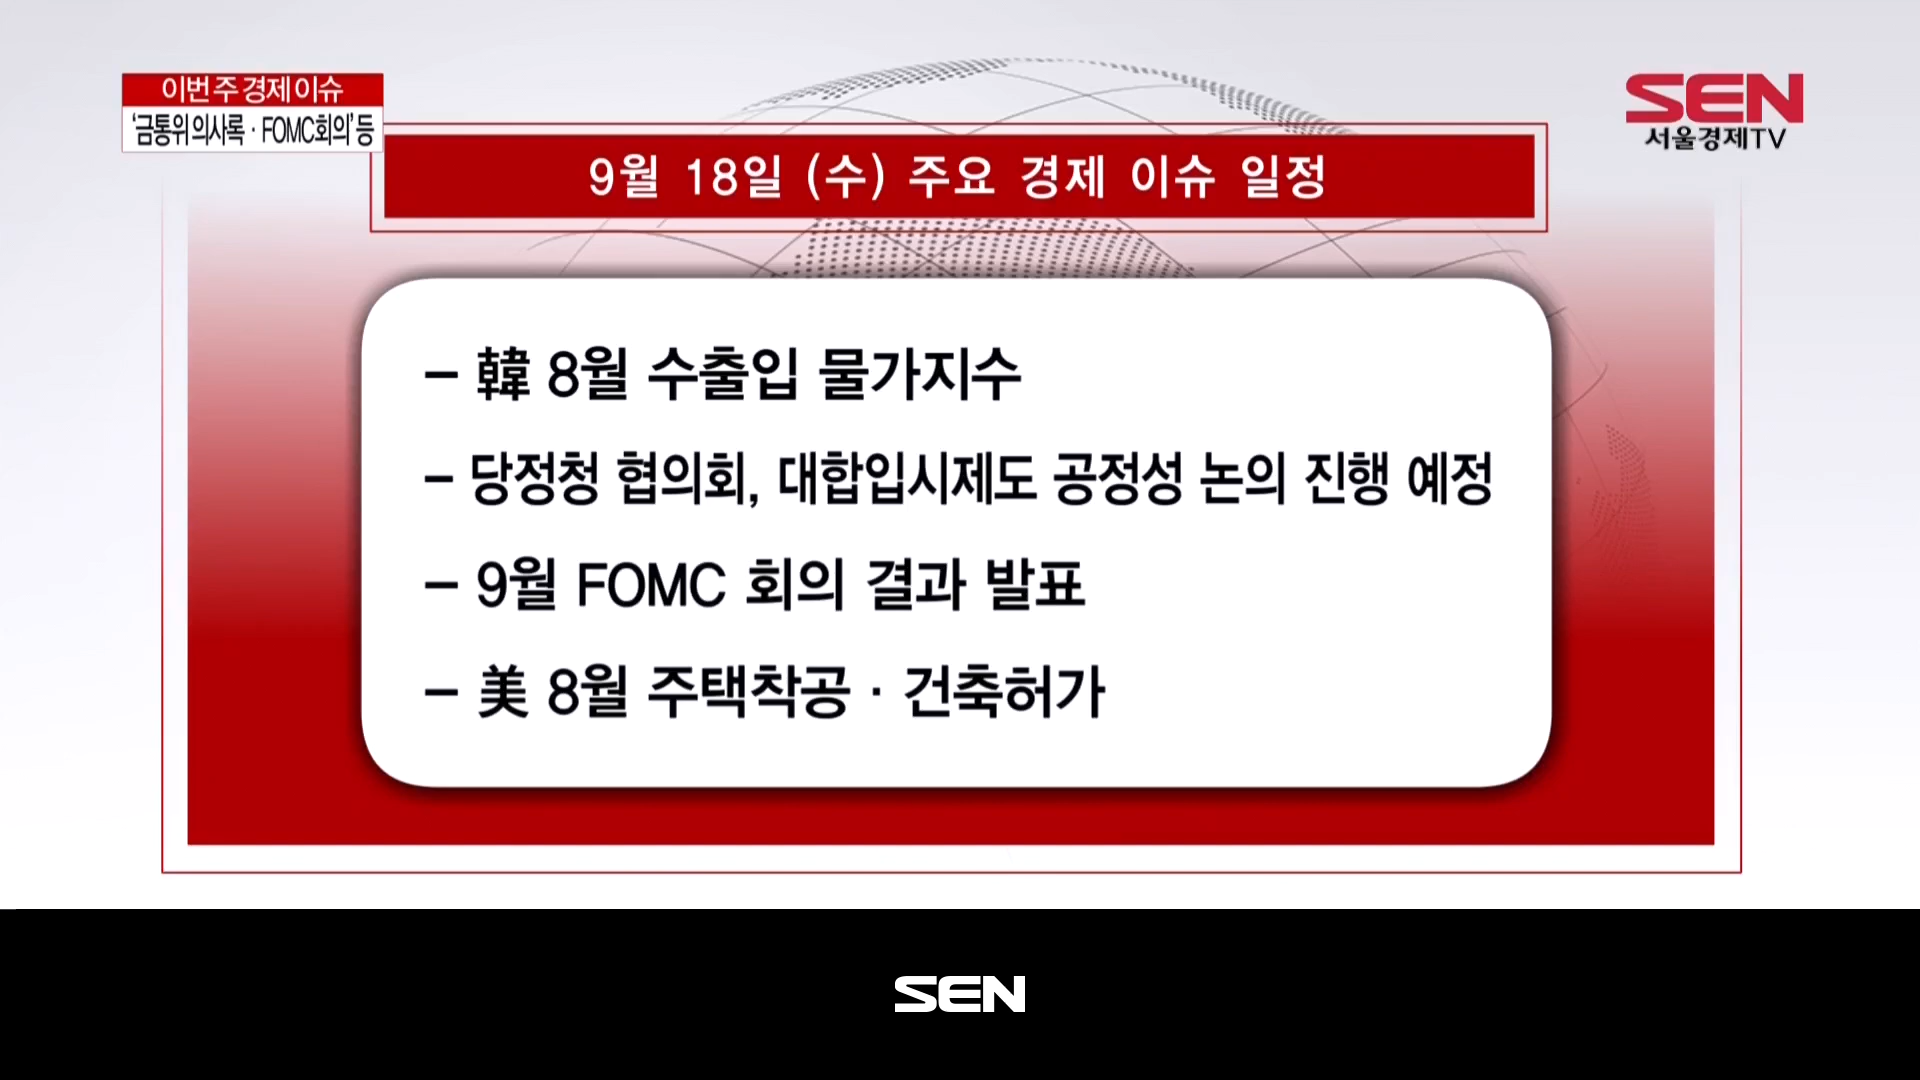 이번 주 경제 이슈
'금통위 의사록 · FOMC회의' 등
SEN
서울경제TV
9월 18일 (수) 주요 경제 이슈 일정
- 韓 8월 수출입 물가지수
- 당정청 협의회, 대합입시제도 공정성 논의 진행 예정
- 9월 FOMC 회의 결과 발표
- 美 8월 주택착공 · 건축허가
SEN